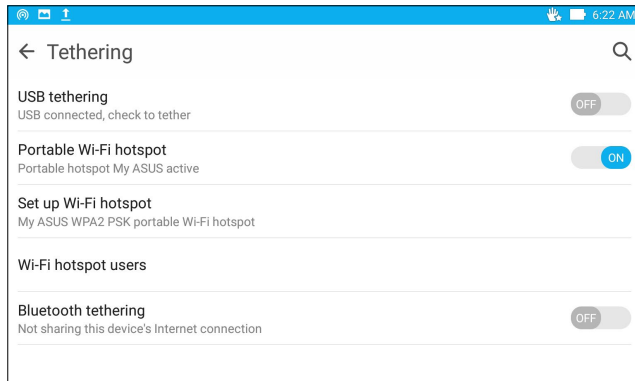 6:22 AM
Tethering
USB tethering
OFF
USB connected, check to tether
Portable Wi-Fi hotspot
ON
Portable hotspot My ASUS active
Set up Wi-Fi hotspot
My ASUS WPA2 PSK portable Wi-Fi hotspot
Wi-Fi hotspot users
Bluetooth tethering
OFF
Not sharing this device's Internet connection